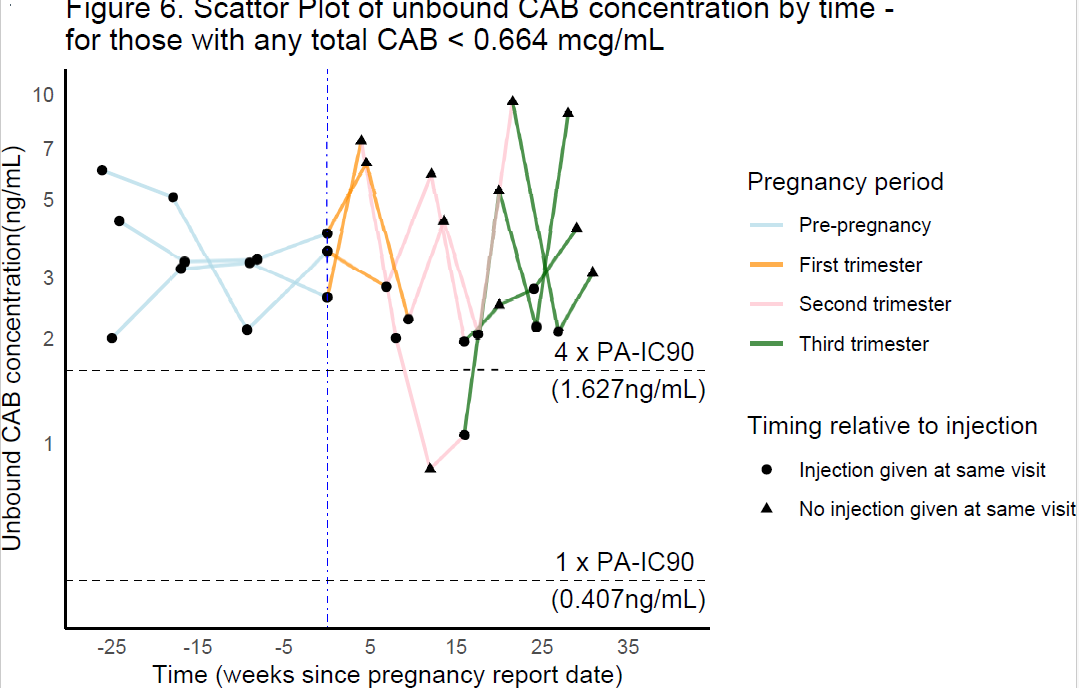 Figure 6. Scattor Plot of unbound CAB concentration by time -
for those with any total CAB < 0.664 mcg/mL
Unbound CAB concentration(ng/mL)
10
7
5
3
2
1
4 x PA-IC90
(1.627ng/mL)
1 x PA-IC90
(0.407ng/mL)
-25 -15 -5 5 15 25 35
Time (weeks since pregnancy report date)
Pregnancy period
Pre-pregnancy
First trimester
Second trimester
Third trimester
Timing relative to injection
Injection given at same visit
No injection given at same visit